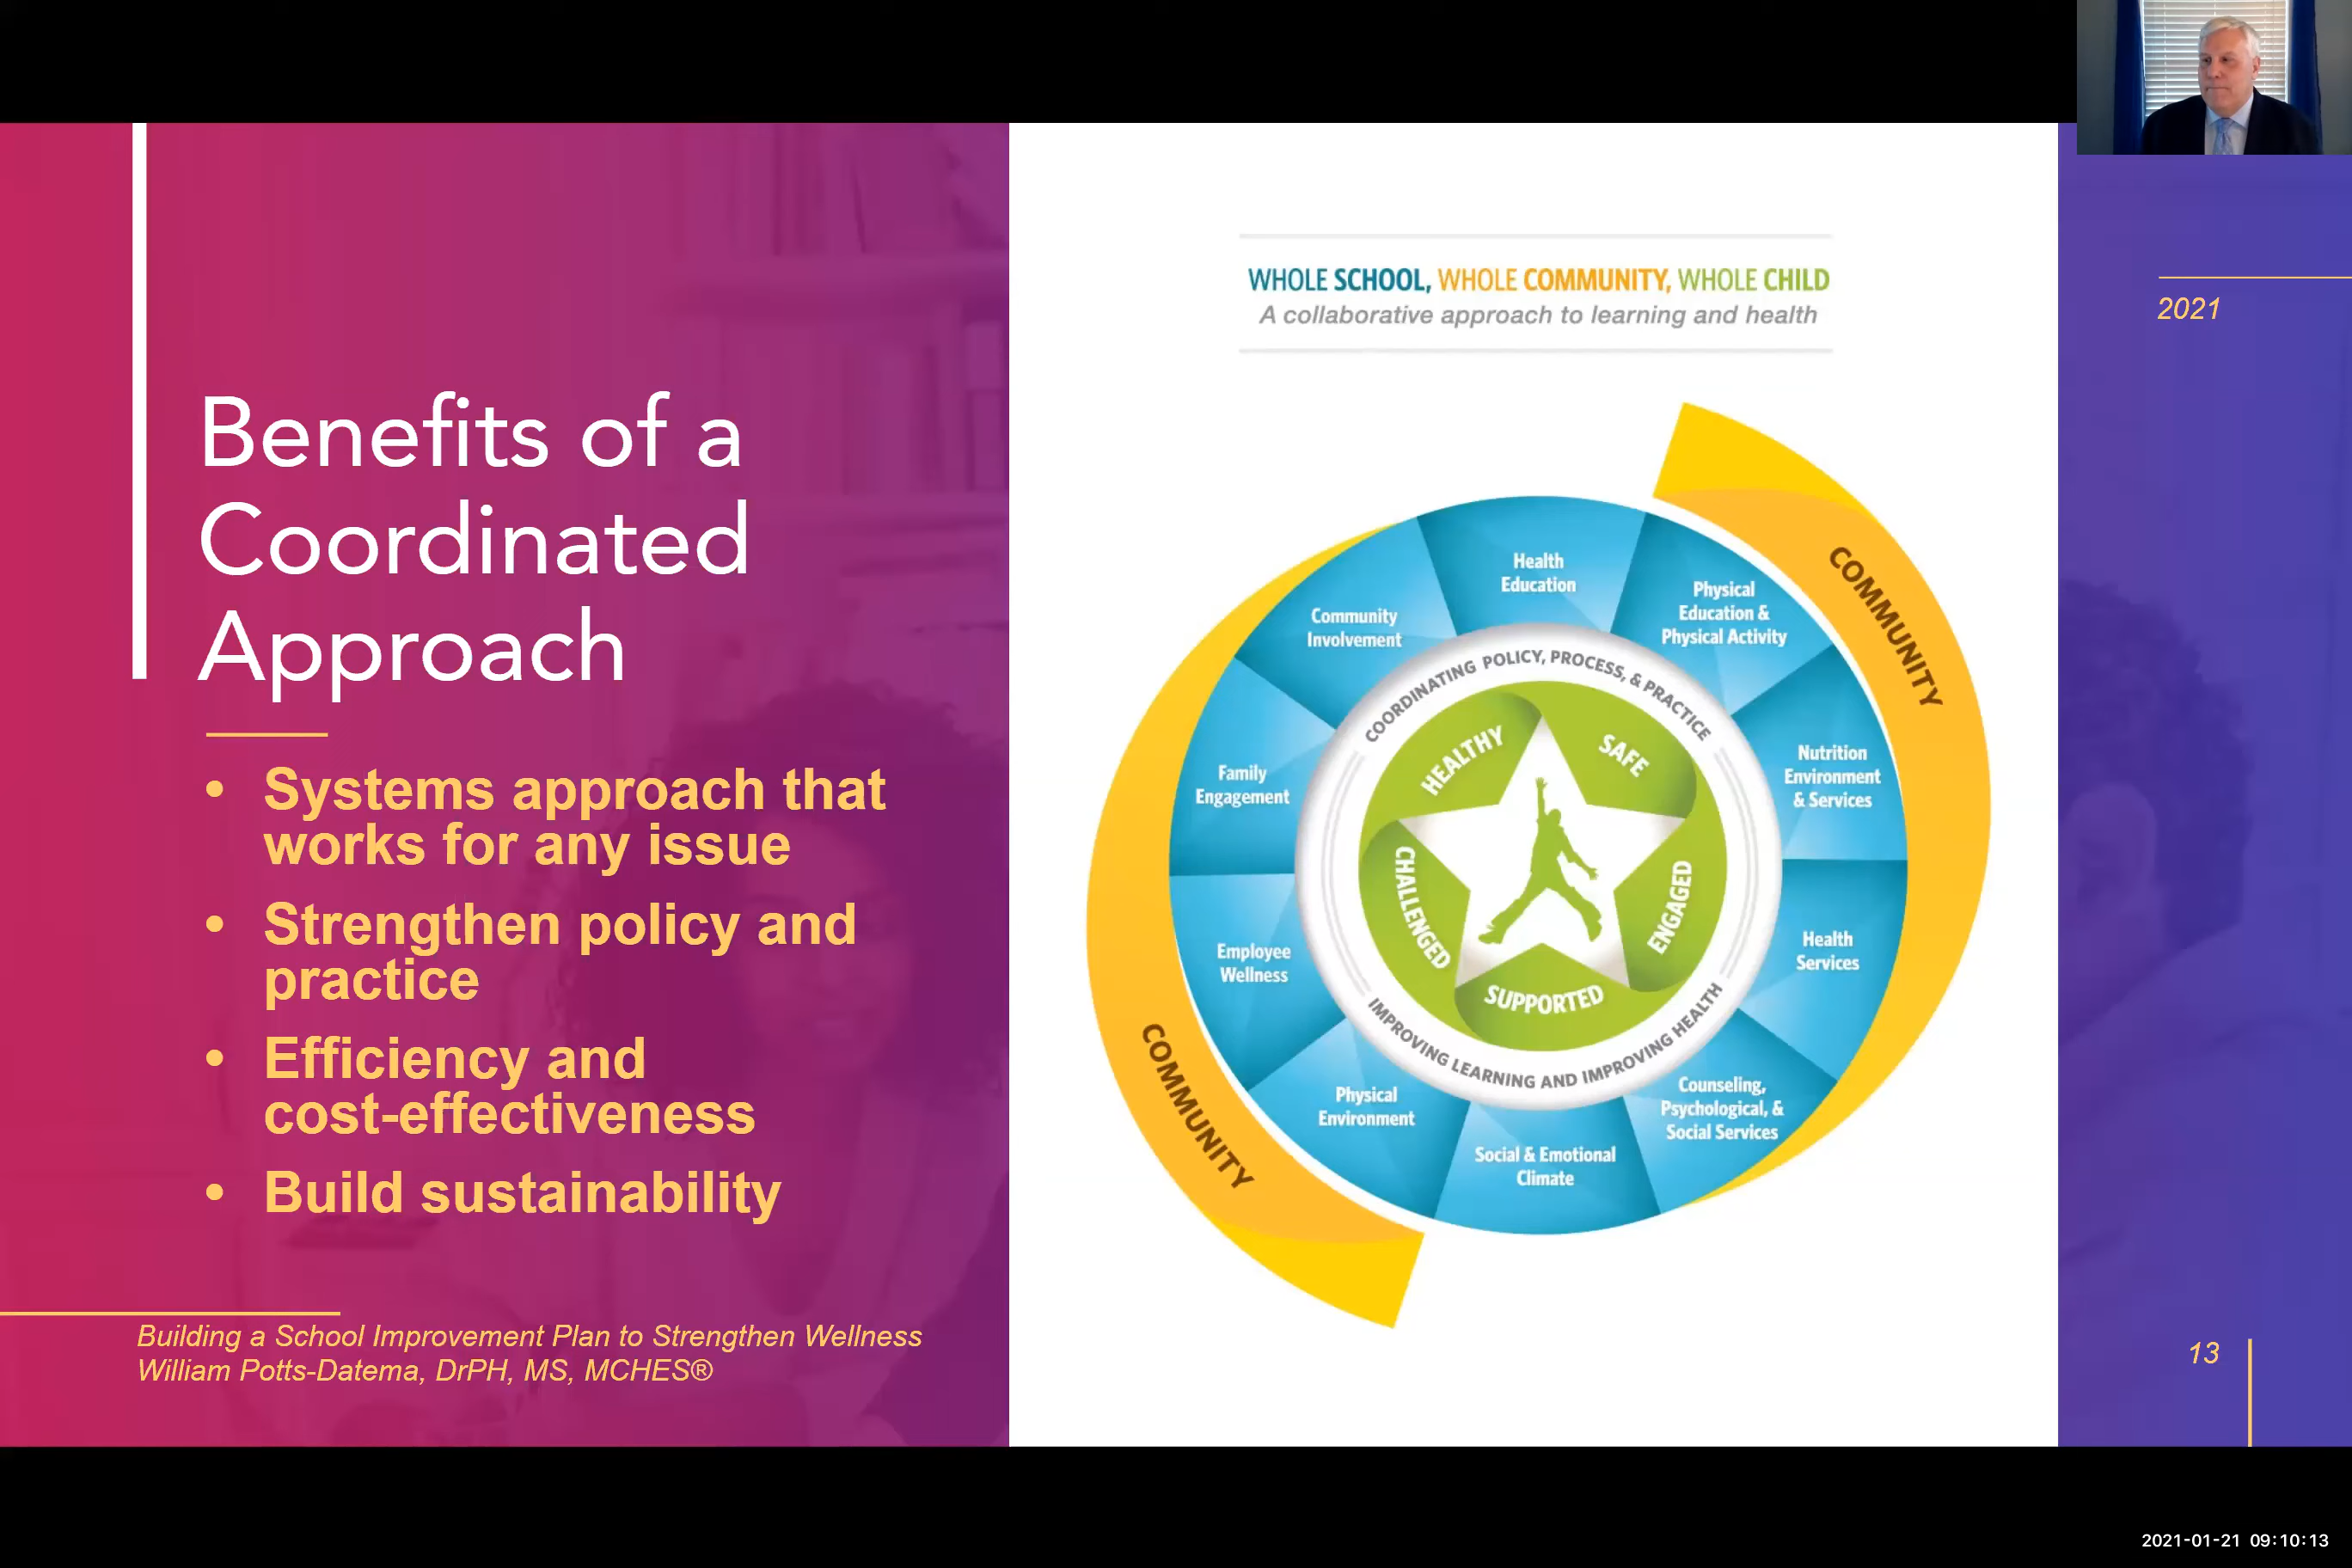 Benefits of a
Coordinated
Approach
• Systems approach that
works for any issue
• Strengthen policy and
practice
• Efficiency and
cost-effectiveness
• Build sustainability
Building a School Improvement Plan to Strengthen Wellness
William Potts-Datema, DrPH, MS, MCHES®
WHOLE SCHOOL, WHOLE COMMUNITY, WHOLE CHILD
A collaborative approach to learning and health
COMMUNITY
Health
Education
Physical
Education &
Physical Activity
Nutrition
Environment
& Services
Health
Services
Counseling,
Psychological, &
Social Services
Social & Emotional
Climate
Physical
Environment
Employee
Wellness
Family
Engagement
Community
Involvement
COORDINATING POLICY, PROCESS, & PRACTICE
IMPROVING LEARNING AND IMPROVING HEALTH
HEALTHY
SAFE
ENGAGED
SUPPORTED
CHALLENGED
COMMUNITY
2021
13
2021-01-21 09:10:13